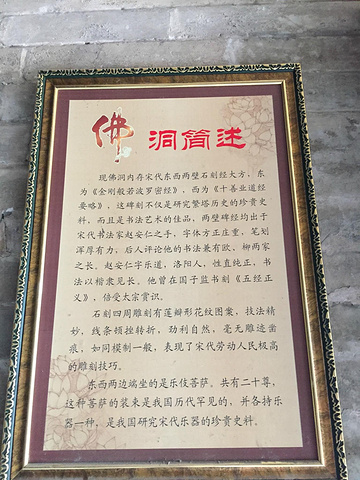 佛洞简述
现佛洞内存宋代东西两壁石刻经大方，东
为《金刚般若波罗密经》，西为《十善业道经
要略》，这碑刻不仅是研究繁塔历史的珍贵史
料，而且是书法艺术的佳品，两壁碑经均出于
宋代书法家赵安仁之手，字体方正庄重，笔划
浑厚有力，后人评论他的书法兼有欧、柳两家
之长。赵安仁字乐道，洛阳人，性直纯正，书
法以楷隶见长。他曾在国子监书刻《五经正
义》，倍受太宗赏识。
石刻四周雕刻有莲瓣形花纹图案，技法精
妙，线条顿挫转折，劲利自然，毫无雕迹凿
痕，如同模制一般，表现了宋代劳动人民极高
的雕刻技巧。
东西两边端坐的是乐伎菩萨。共有二十尊，
这种菩萨的装束是我国历代罕见的，并各持乐
器一种，是我国研究宋代乐器的珍贵史料。